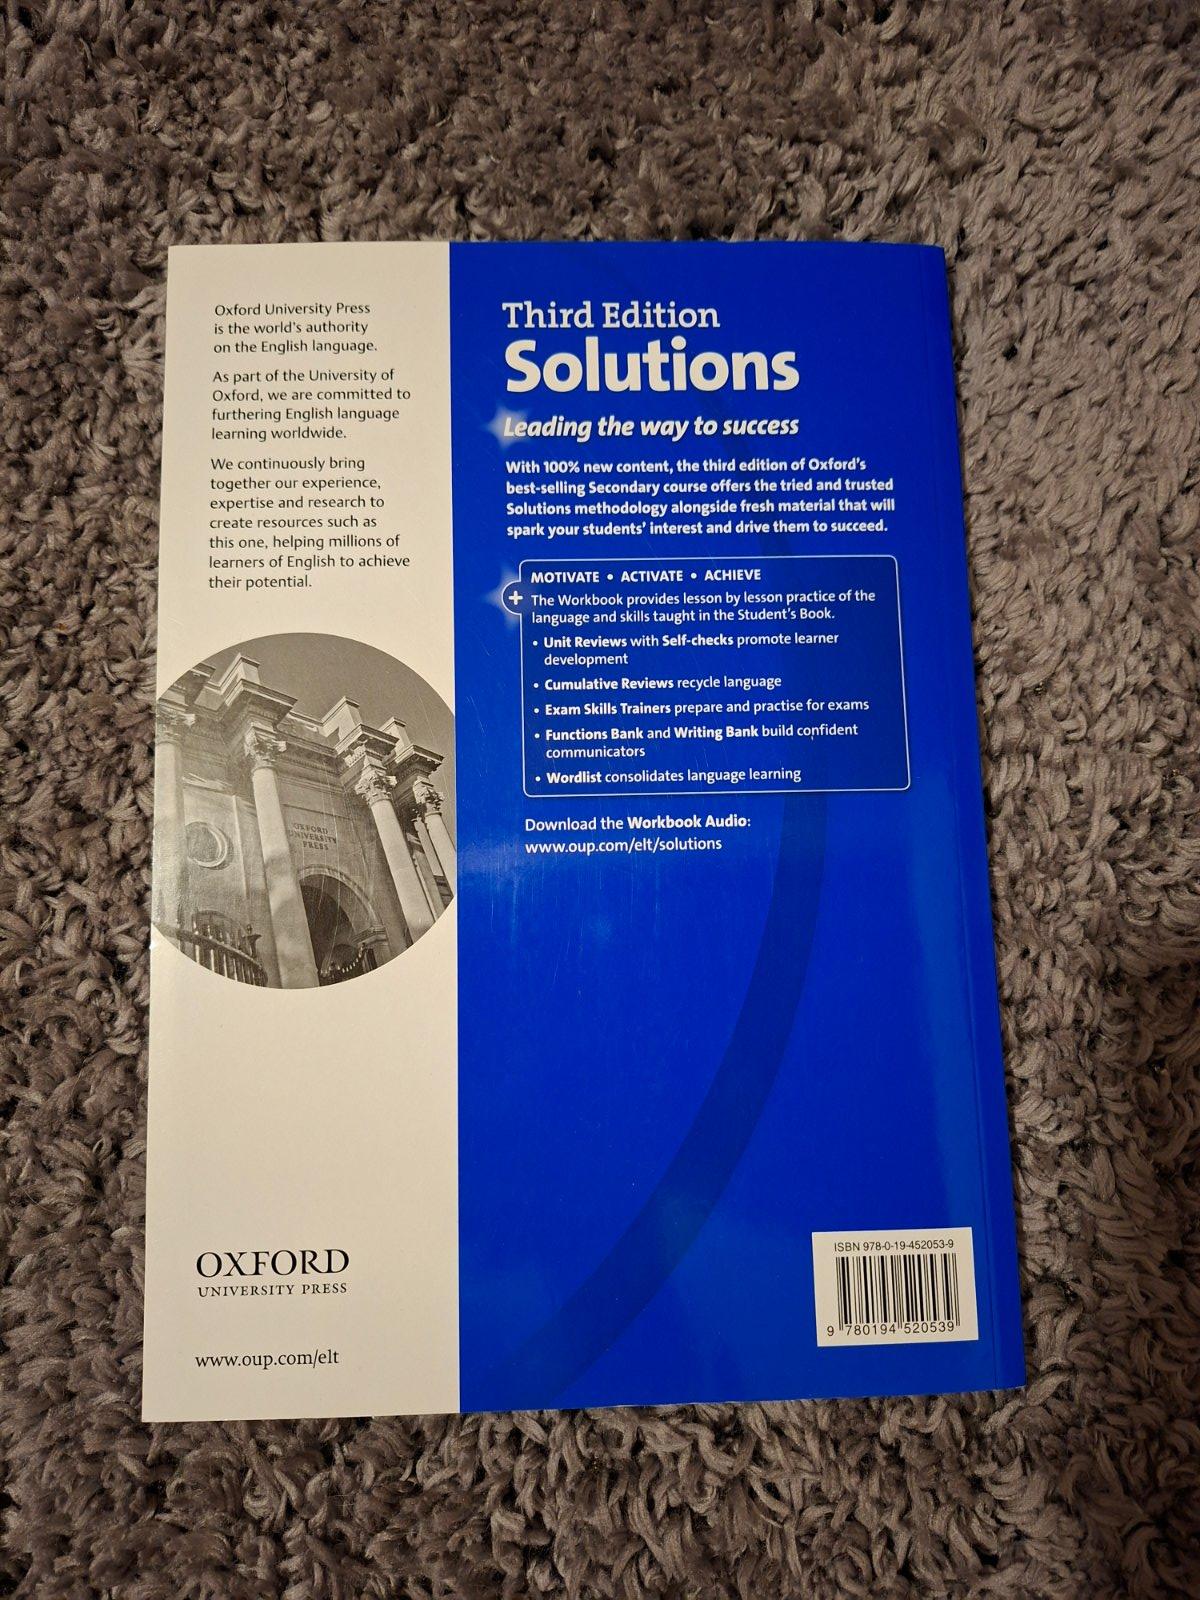 Oxford University Press
is the world's authority
on the English language.
As part of the University of
Oxford, we are committed to
furthering English language
learning worldwide.
We continuously bring
together our experience,
expertise and research to
create resources such as
this one, helping millions of
learners of English to achieve
their potential.
OXFORD
UNIVERSITY
PRESS
OXFORD
UNIVERSITY PRESS
www.oup.com/elt
Third Edition
Solutions
Leading the way to success
With 100% new content, the third edition of Oxford's
best-selling Secondary course offers the tried and trusted
Solutions methodology alongside fresh material that will
spark your students' interest and drive them to succeed.
MOTIVATE • ACTIVATE • ACHIEVE
+ The Workbook provides lesson by lesson practice of the
language and skills taught in the Student's Book.
• Unit Reviews with Self-checks promote learner
development
• Cumulative Reviews recycle language
• Exam Skills Trainers prepare and practise for exams
• Functions Bank and Writing Bank build confident
communicators
• Wordlist consolidates language learning
Download the Workbook Audio:
www.oup.com/elt/solutions
ISBN 978-0-19-452053-9
9 780194 520539